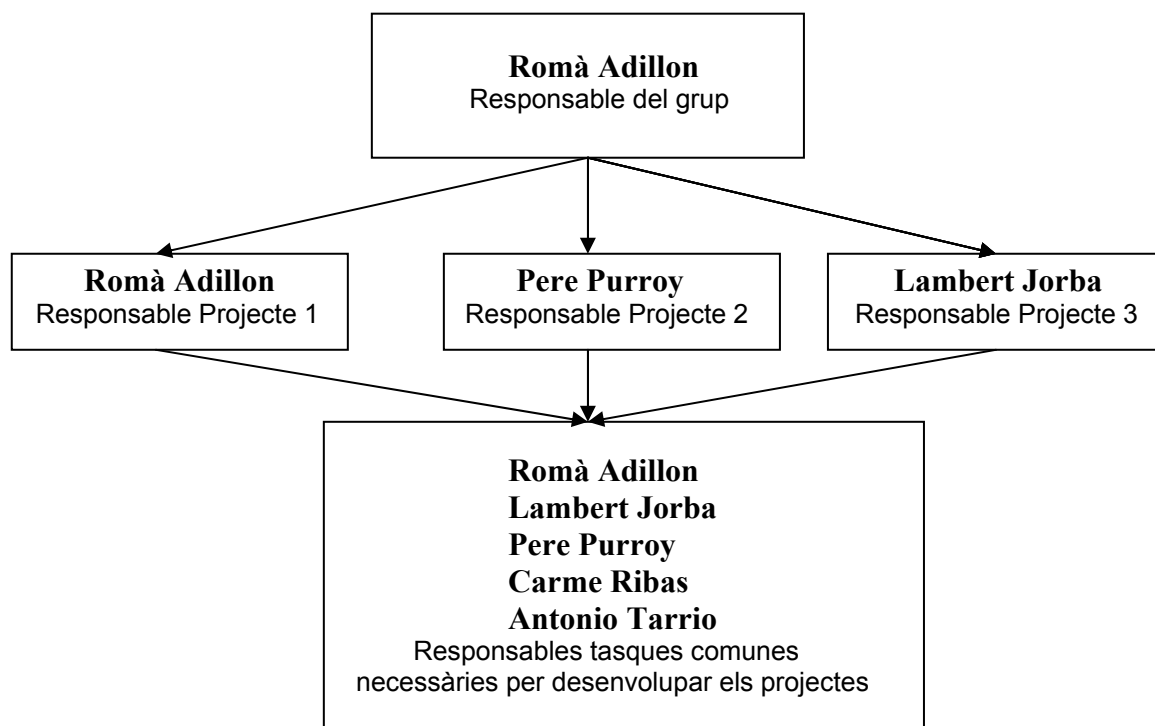 Romà Adillon
Responsable del grup
Romà Adillon
Responsable Projecte 1
Pere Purroy
Responsable Projecte 2
Lambert Jorba
Responsable Projecte 3
Romà Adillon
Lambert Jorba
Pere Purroy
Carme Ribas
Antonio Tarrio
Responsables tasques comunes
necessàries per desenvolupar els projectes